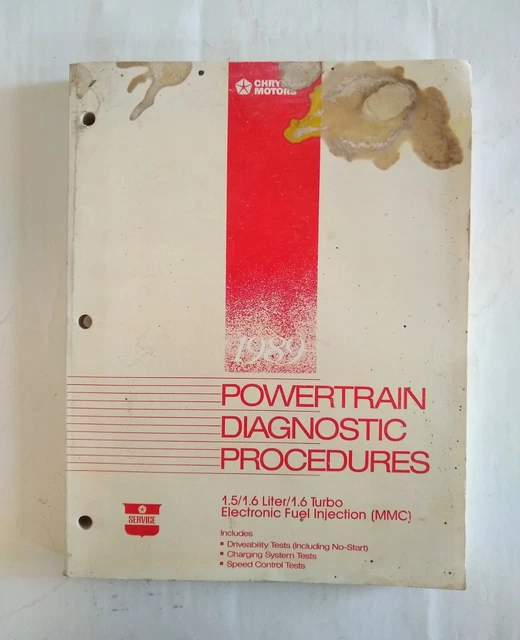 CHRY
MOTORS
1989
POWERTRAIN
DIAGNOSTIC
PROCEDURES
1.5/1.6 Liter/1.6 Turbo
Electronic Fuel Injection (MMC)
SERVICE
Includes
▪ Driveability Tests (Including No-Start)
▪ Charging System Tests
▪ Speed Control Tests